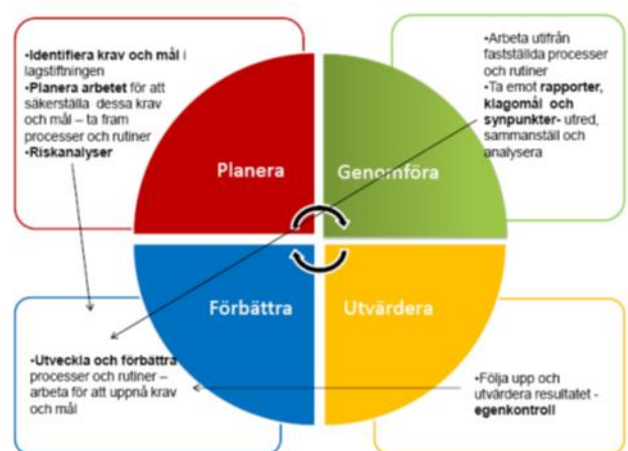 •Identifiera krav och mål i
lagstiftningen
•Planera arbetet för att
säkerställa dessa krav
och mål – ta fram
processer och rutiner
•Riskanalyser
•Arbeta utifrån
fastställda processer
och rutiner
•Ta emot rapporter,
klagomål och
synpunkter- utred,
sammanställ och
analysera
Planera
Genomföra
Förbättra
Utvärdera
•Utveckla och förbättra
processer och rutiner –
arbeta för att uppnå krav
och mål
•Följa upp och
utvärdera resultatet -
egenkontroll